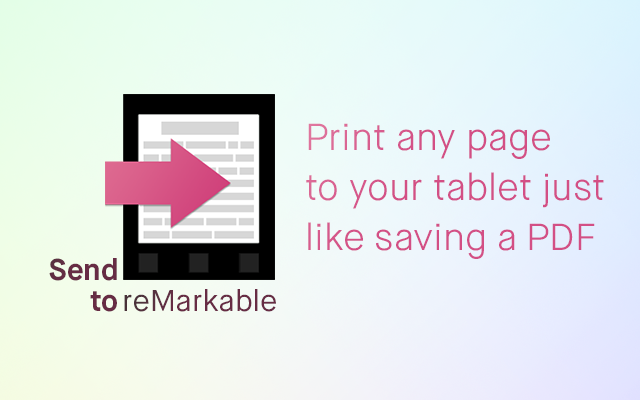 Print any page
to your tablet just
like saving a PDF
Send
to reMarkable